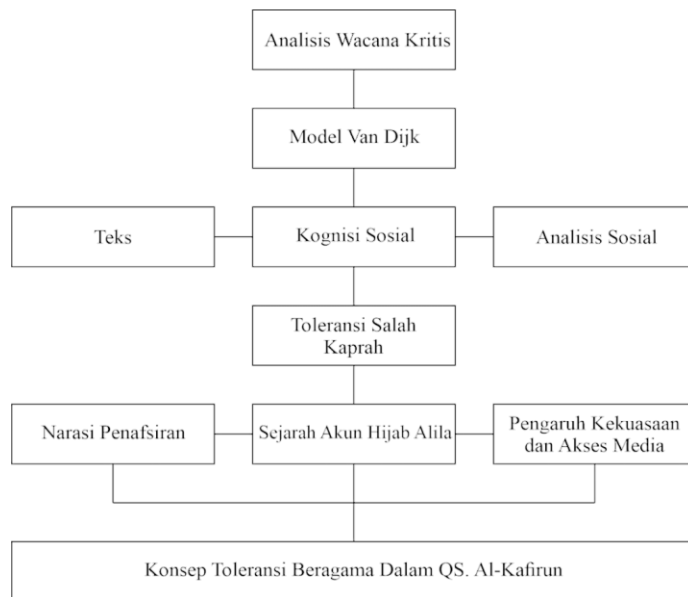 Analisis Wacana Kritis
Model Van Dijk
Teks
Kognisi Sosial
Analisis Sosial
Toleransi Salah
Kaprah
Narasi Penafsiran
Sejarah Akun Hijab Alila
Pengaruh Kekuasaan
dan Akses Media
Konsep Toleransi Beragama Dalam QS. Al-Kafirun